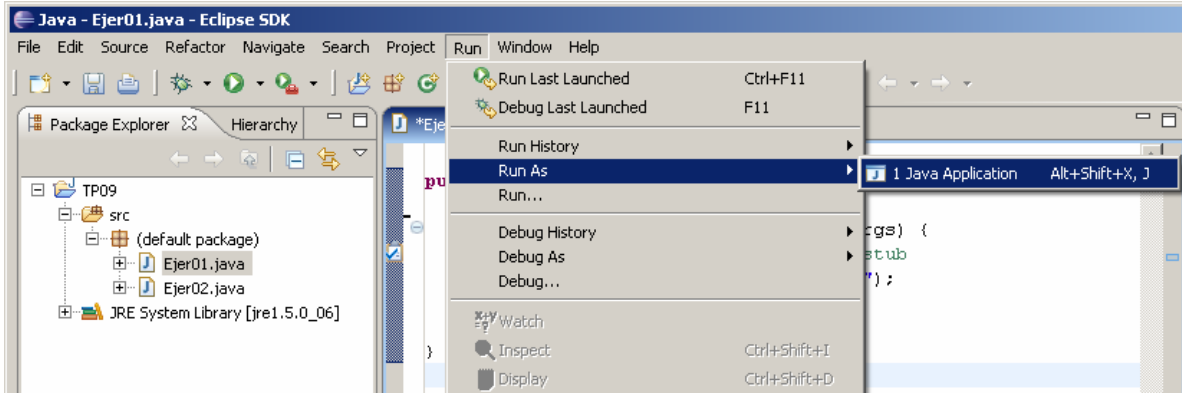 Java - Ejer01.java - Eclipse SDK
File Edit Source Refactor Navigate Search Project Run Window Help
Run Last Launched Ctrl+F11
Debug Last Launched F11
Run History
Run As
Run...
Debug History
Debug As
Debug...
Watch
Inspect Ctrl+Shift+I
Display Ctrl+Shift+D
1 Java Application Alt+Shift+X, J
Package Explorer Hierarchy
TP09
src
(default package)
Ejer01.java
Ejer02.java
JRE System Library [jre1.5.0_06]
*Eje
pu
rgs) {
stub
");
}